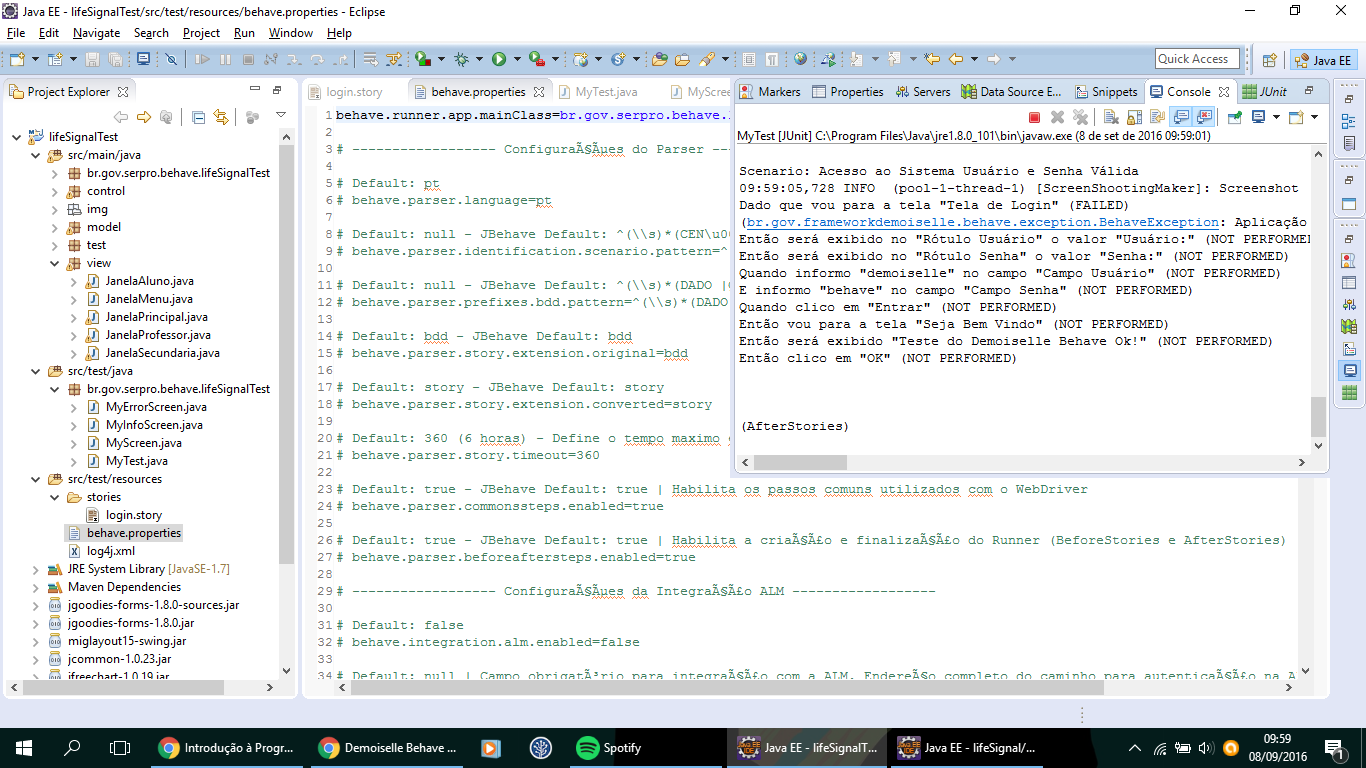 Java EE - lifeSignalTest/src/test/resources/behave.properties - Eclipse
File Edit Navigate Search Project Run Window Help
Quick Access
Java EE
Project Explorer
lifeSignalTest
src/main/java
br.gov.serpro.behave.lifeSignalTest
control
img
model
test
view
JanelaAluno.java
JanelaMenu.java
JanelaPrincipal.java
JanelaProfessor.java
JanelaSecundaria.java
src/test/java
br.gov.serpro.behave.lifeSignalTest
MyErrorScreen.java
MyInfoScreen.java
MyScreen.java
MyTest.java
src/test/resources
stories
login.story
behave.properties
log4j.xml
JRE System Library [JavaSE-1.7]
Maven Dependencies
jgoodies-forms-1.8.0-sources.jar
jgoodies-forms-1.8.0.jar
miglayout15-swing.jar
jcommon-1.0.23.jar
jfreechart-1.0.19.jar
login.story behave.properties MyTest.java MyScree
1 behave.runner.app.mainClass=br.gov.serpro.behave.
2
3 # ------------------ ConfiguraÃ§Ãues do Parser --
4
5 # Default: pt
6 # behave.parser.language=pt
7
8 # Default: null - JBehave Default: ^(\\s)*(CEN\u00
9 # behave.parser.identification.scenario.pattern=^
10
11 # Default: null - JBehave Default: ^(\\s)*(DADO |
12 # behave.parser.prefixes.bdd.pattern=^(\\s)*(DADO
13
14 # Default: bdd - JBehave Default: bdd
15 # behave.parser.story.extension.original=bdd
16
17 # Default: story - JBehave Default: story
18 # behave.parser.story.extension.converted=story
19
20 # Default: 360 (6 horas) - Define o tempo maximo
21 # behave.parser.story.timeout=360
22
23 # Default: true - JBehave Default: true | Habilita os passos comuns utilizados com o WebDriver
24 # behave.parser.commonssteps.enabled=true
25
26 # Default: true - JBehave Default: true | Habilita a criaÃ§Ã£o e finalizaÃ§Ã£o do Runner (BeforeStories e AfterStories)
27 # behave.parser.beforeaftersteps.enabled=true
28
29 # ------------------ ConfiguraÃ§Ãues da IntegraÃ§Ã£o ALM ------------------
30
31 # Default: false
32 # behave.integration.alm.enabled=false
33
34 # Default: null | Campo obrigatÃ³rio para integraÃ§Ã£o com a ALM. EndereÃ§o completo do caminho para autenticaÃ§Ã£o na A
Markers Properties Servers Data Source E... Snippets Console JUnit
MyTest [JUnit] C:\Program Files\Java\jre1.8.0_101\bin\javaw.exe (8 de set de 2016 09:59:01)
Scenario: Acesso ao Sistema Usuário e Senha Válida
09:59:05,728 INFO (pool-1-thread-1) [ScreenShootingMaker]: Screenshot
Dado que vou para a tela "Tela de Login" (FAILED)
(br.gov.frameworkdemoiselle.behave.exception.BehaveException: Aplicação
Então será exibido no "Rótulo Usuário" o valor "Usuário:" (NOT PERFORMED
Então será exibido no "Rótulo Senha" o valor "Senha:" (NOT PERFORMED)
Quando informo "demoiselle" no campo "Campo Usuário" (NOT PERFORMED)
E informo "behave" no campo "Campo Senha" (NOT PERFORMED)
Quando clico em "Entrar" (NOT PERFORMED)
Então vou para a tela "Seja Bem Vindo" (NOT PERFORMED)
Então será exibido "Teste do Demoiselle Behave Ok!" (NOT PERFORMED)
Então clico em "OK" (NOT PERFORMED)
(AfterStories)
Introdução à Progr...
Demoiselle Behave ...
Spotify
Java EE - lifeSignalT...
Java EE - lifeSignal/...
09:59
08/09/2016
1